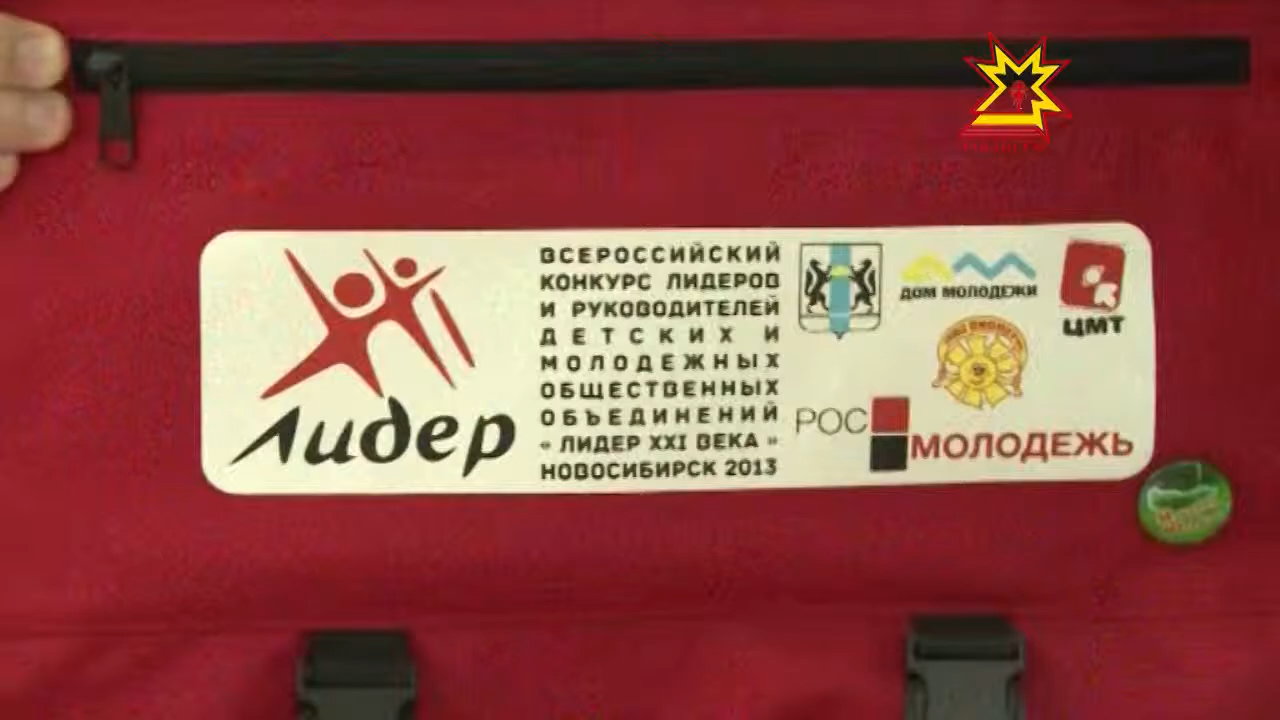 Лидер
ВСЕРОССИЙСКИЙ
КОНКУРС ЛИДЕРОВ
И РУКОВОДИТЕЛЕЙ
ДЕТСКИХ И
МОЛОДЕЖНЫХ
ОБЩЕСТВЕННЫХ
ОБЪЕДИНЕНИЙ
« ЛИДЕР XXI ВЕКА »
НОВОСИБИРСК 2013
ДОМ МОЛОДЕЖИ
ЦМТ
РОС
МОЛОДЕЖЬ